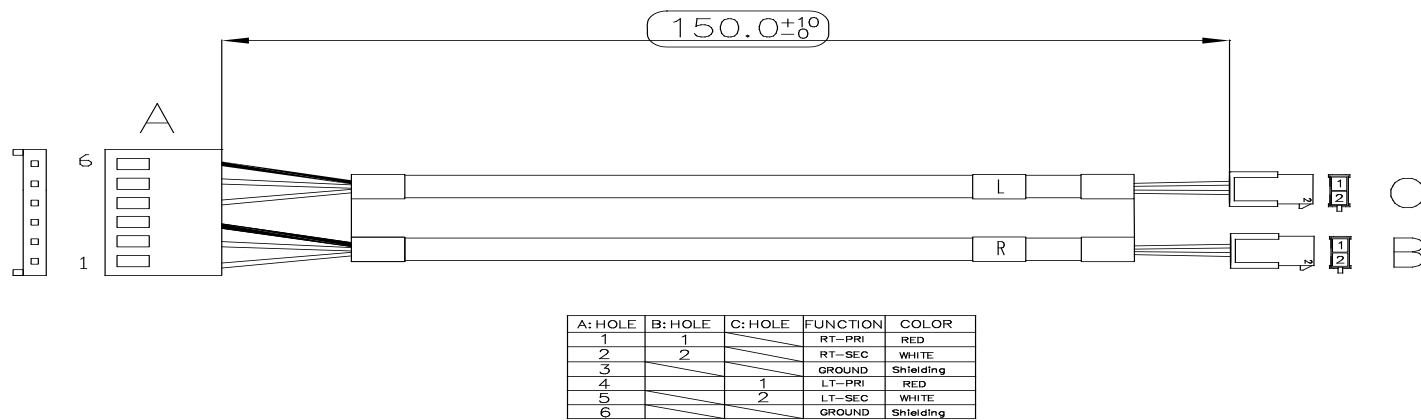 150.0 +10 -0
A
6
1
L
R
1
2
2
C
1
2
2
B
A:HOLE B:HOLE C:HOLE FUNCTION COLOR
1 1 RT-PRI RED
2 2 RT-SEC WHITE
3 GROUND Shielding
4 1 LT-PRI RED
5 2 LT-SEC WHITE
6 GROUND Shielding